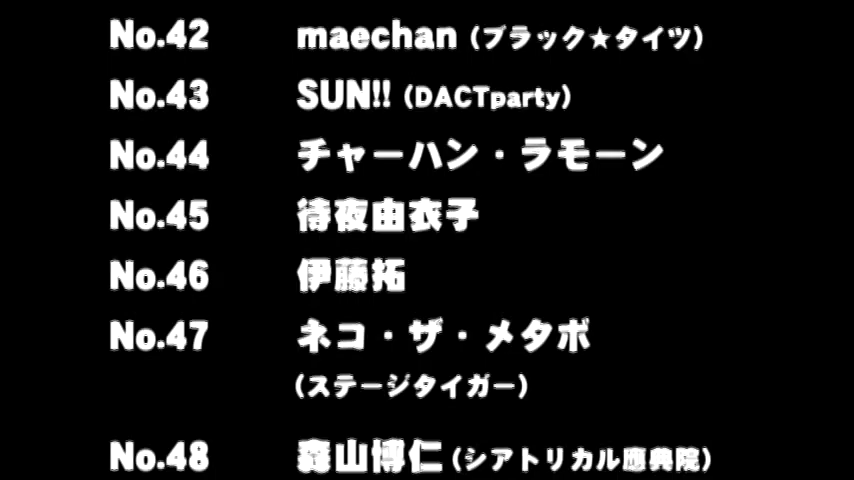 No.42 maechan（ブラック★タイツ）
No.43 SUN!!（DACTparty）
No.44 チャーハン・ラモーン
No.45 待夜由衣子
No.46 伊藤拓
No.47 ネコ・ザ・メタボ
（ステージタイガー）
No.48 森山博仁（シアトリカル應典院）